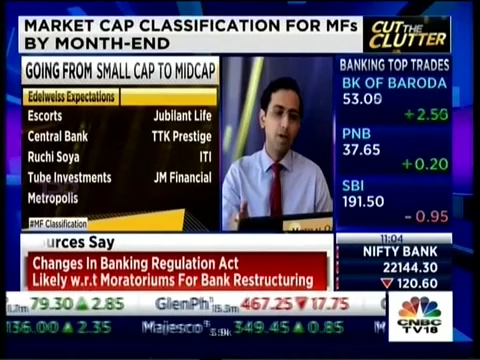 MARKET CAP CLASSIFICATION FOR MFs
BY MONTH-END
CUT THE
CLUTTER
GOING FROM SMALL CAP TO MIDCAP
Edelweiss Expectations
Escorts Jubilant Life
Central Bank TTK Prestige
Ruchi Soya ITI
Tube Investments JM Financial
Metropolis
#MF Classification
BANKING TOP TRADES
BK OF BARODA
53.00
+2.50
PNB
37.65
+0.20
SBI
191.50
- 0.95
urces Say
Changes In Banking Regulation Act
Likely w.r.t Moratoriums For Bank Restructuring
11:04
NIFTY BANK
22144.30
▼ 120.60
79.30 ▲ 2.85 GlenPh 467.25 ▼ 17.75
136.00 ▲ 2.35 Majesco 349.45 ▲ 0.85
CNBC
TV18